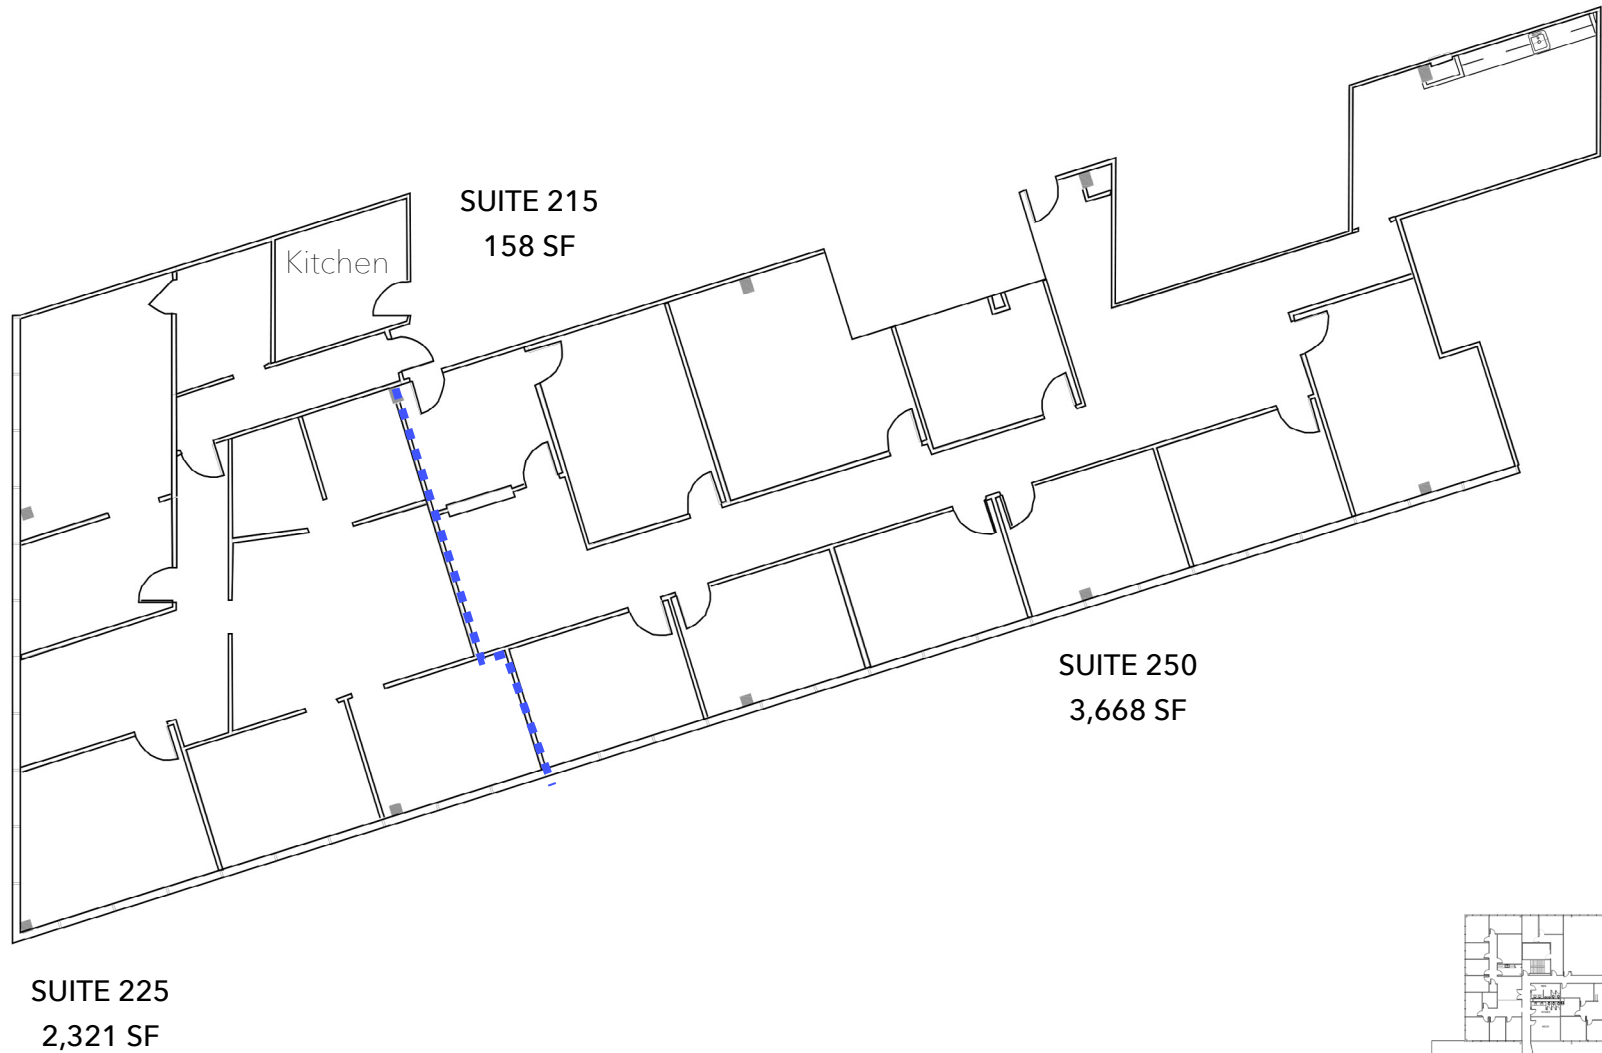 SUITE 215
158 SF
Kitchen
SUITE 250
3,668 SF
SUITE 225
2,321 SF